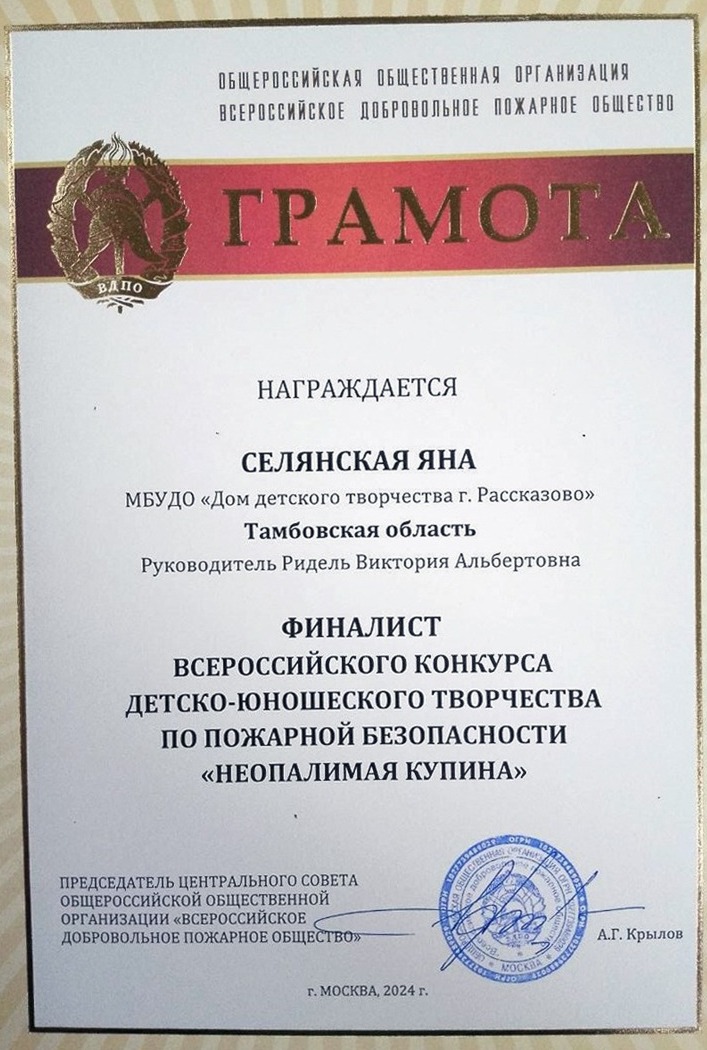 ОБЩЕРОССИЙСКАЯ ОБЩЕСТВЕННАЯ ОРГАНИЗАЦИЯ
ВСЕРОССИЙСКОЕ ДОБРОВОЛЬНОЕ ПОЖАРНОЕ ОБЩЕСТВО
ГРАМОТА
ВДПО
НАГРАЖДАЕТСЯ
СЕЛЯНСКАЯ ЯНА
МБУДО «Дом детского творчества г. Рассказово»
Тамбовская область
Руководитель Ридель Виктория Альбертовна
ФИНАЛИСТ
ВСЕРОССИЙСКОГО КОНКУРСА
ДЕТСКО-ЮНОШЕСКОГО ТВОРЧЕСТВА
ПО ПОЖАРНОЙ БЕЗОПАСНОСТИ
«НЕОПАЛИМАЯ КУПИНА»
ПРЕДСЕДАТЕЛЬ ЦЕНТРАЛЬНОГО СОВЕТА
ОБЩЕРОССИЙСКОЙ ОБЩЕСТВЕННОЙ
ОРГАНИЗАЦИИ «ВСЕРОССИЙСКОЕ
ДОБРОВОЛЬНОЕ ПОЖАРНОЕ ОБЩЕСТВО»
А.Г. Крылов
МОСКВА
г. МОСКВА, 2024 г.